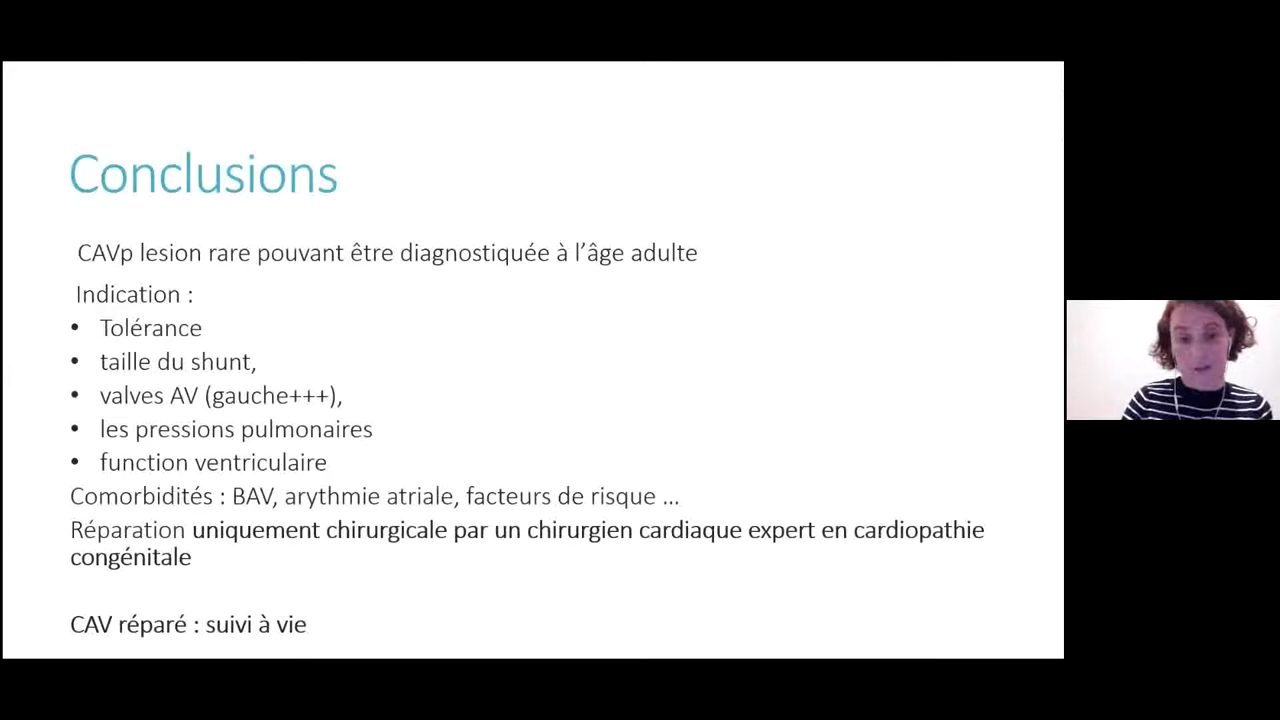 Conclusions
CAVp lesion rare pouvant être diagnostiquée à l’âge adulte
Indication :
• Tolérance
• taille du shunt,
• valves AV (gauche+++),
• les pressions pulmonaires
• function ventriculaire
Comorbidités : BAV, arythmie atriale, facteurs de risque ...
Réparation uniquement chirurgicale par un chirurgien cardiaque expert en cardiopathie
congénitale
CAV réparé : suivi à vie